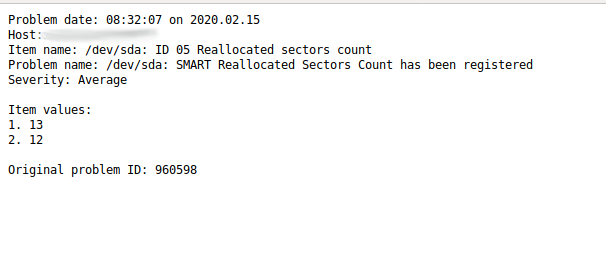 Problem date: 08:32:07 on 2020.02.15
Host:
Item name: /dev/sda: ID 05 Reallocated sectors count
Problem name: /dev/sda: SMART Reallocated Sectors Count has been registered
Severity: Average
Item values:
1. 13
2. 12
Original problem ID: 960598